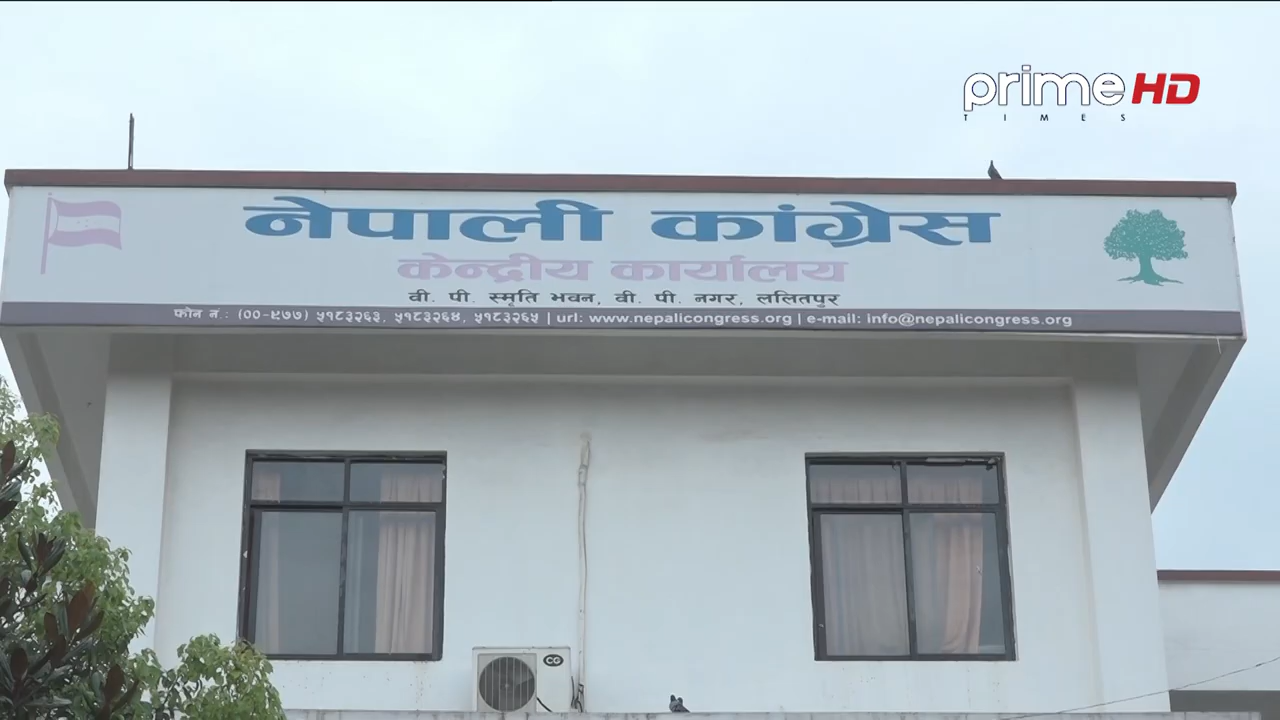 prime HD
TIMES
नेपाली कांग्रेस
केन्द्रीय कार्यालय
वी. पी. स्मृति भवन, वी. पी. नगर, ललितपुर
फोन नं.: (००-९७७) ५१८३२६३, ५१८३२६४, ५१८३२६५ | url: www.nepalicongress.org | e-mail: info@nepalicongress.org
CG